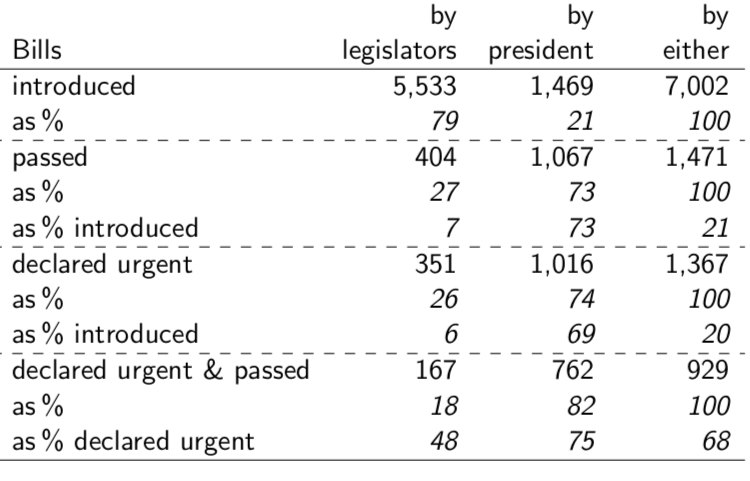 by by by
Bills legislators president either
introduced 5,533 1,469 7,002
as % 79 21 100
passed 404 1,067 1,471
as % 27 73 100
as % introduced 7 73 21
declared urgent 351 1,016 1,367
as % 26 74 100
as % introduced 6 69 20
declared urgent & passed 167 762 929
as % 18 82 100
as % declared urgent 48 75 68